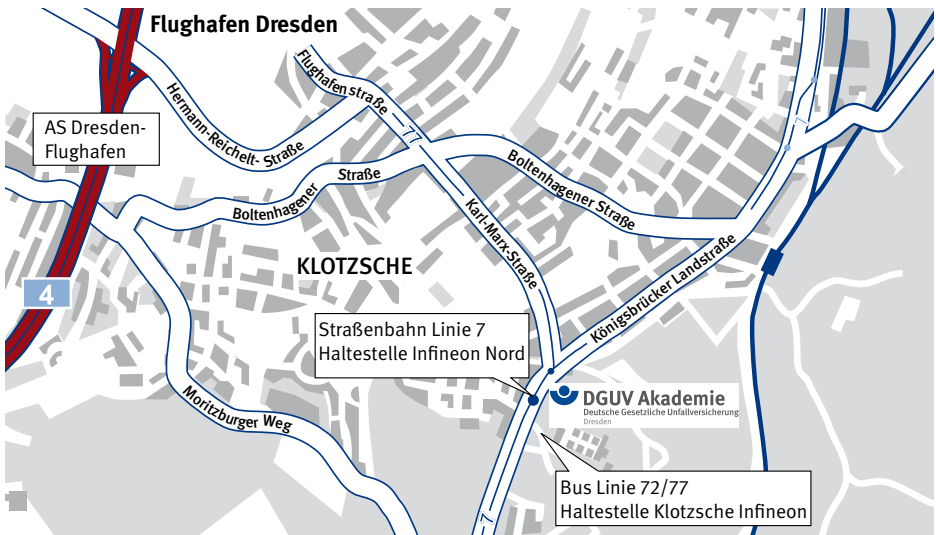 Flughafen Dresden
Flughafenstraße
77
7
Hermann-Reichelt- Straße
AS Dresden-
Flughafen
Boltenhagener Straße
Boltenhagener Straße
Karl-Marx-Straße
Königsbrücker Landstraße
KLOTZSCHE
4
Straßenbahn Linie 7
Haltestelle Infineon Nord
DGUV Akademie
Deutsche Gesetzliche Unfallversicherung
Dresden
Moritzburger Weg
Bus Linie 72/77
Haltestelle Klotzsche Infineon
7